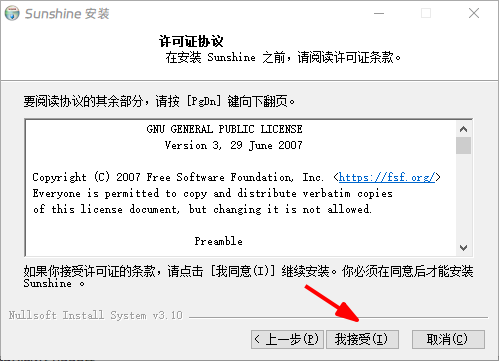 Sunshine 安装
许可证协议
在安装 Sunshine 之前，请阅读许可证条款。
要阅读协议的其余部分，请按 [PgDn] 键向下翻页。
GNU GENERAL PUBLIC LICENSE
Version 3, 29 June 2007
Copyright (C) 2007 Free Software Foundation, Inc. <https://fsf.org/>
Everyone is permitted to copy and distribute verbatim copies
of this license document, but changing it is not allowed.
Preamble
如果你接受许可证的条款，请点击 [我同意(I)] 继续安装。你必须在同意后才能安装
Sunshine 。
Nullsoft Install System v3.10
< 上一步(P) 我接受(I) 取消(C)